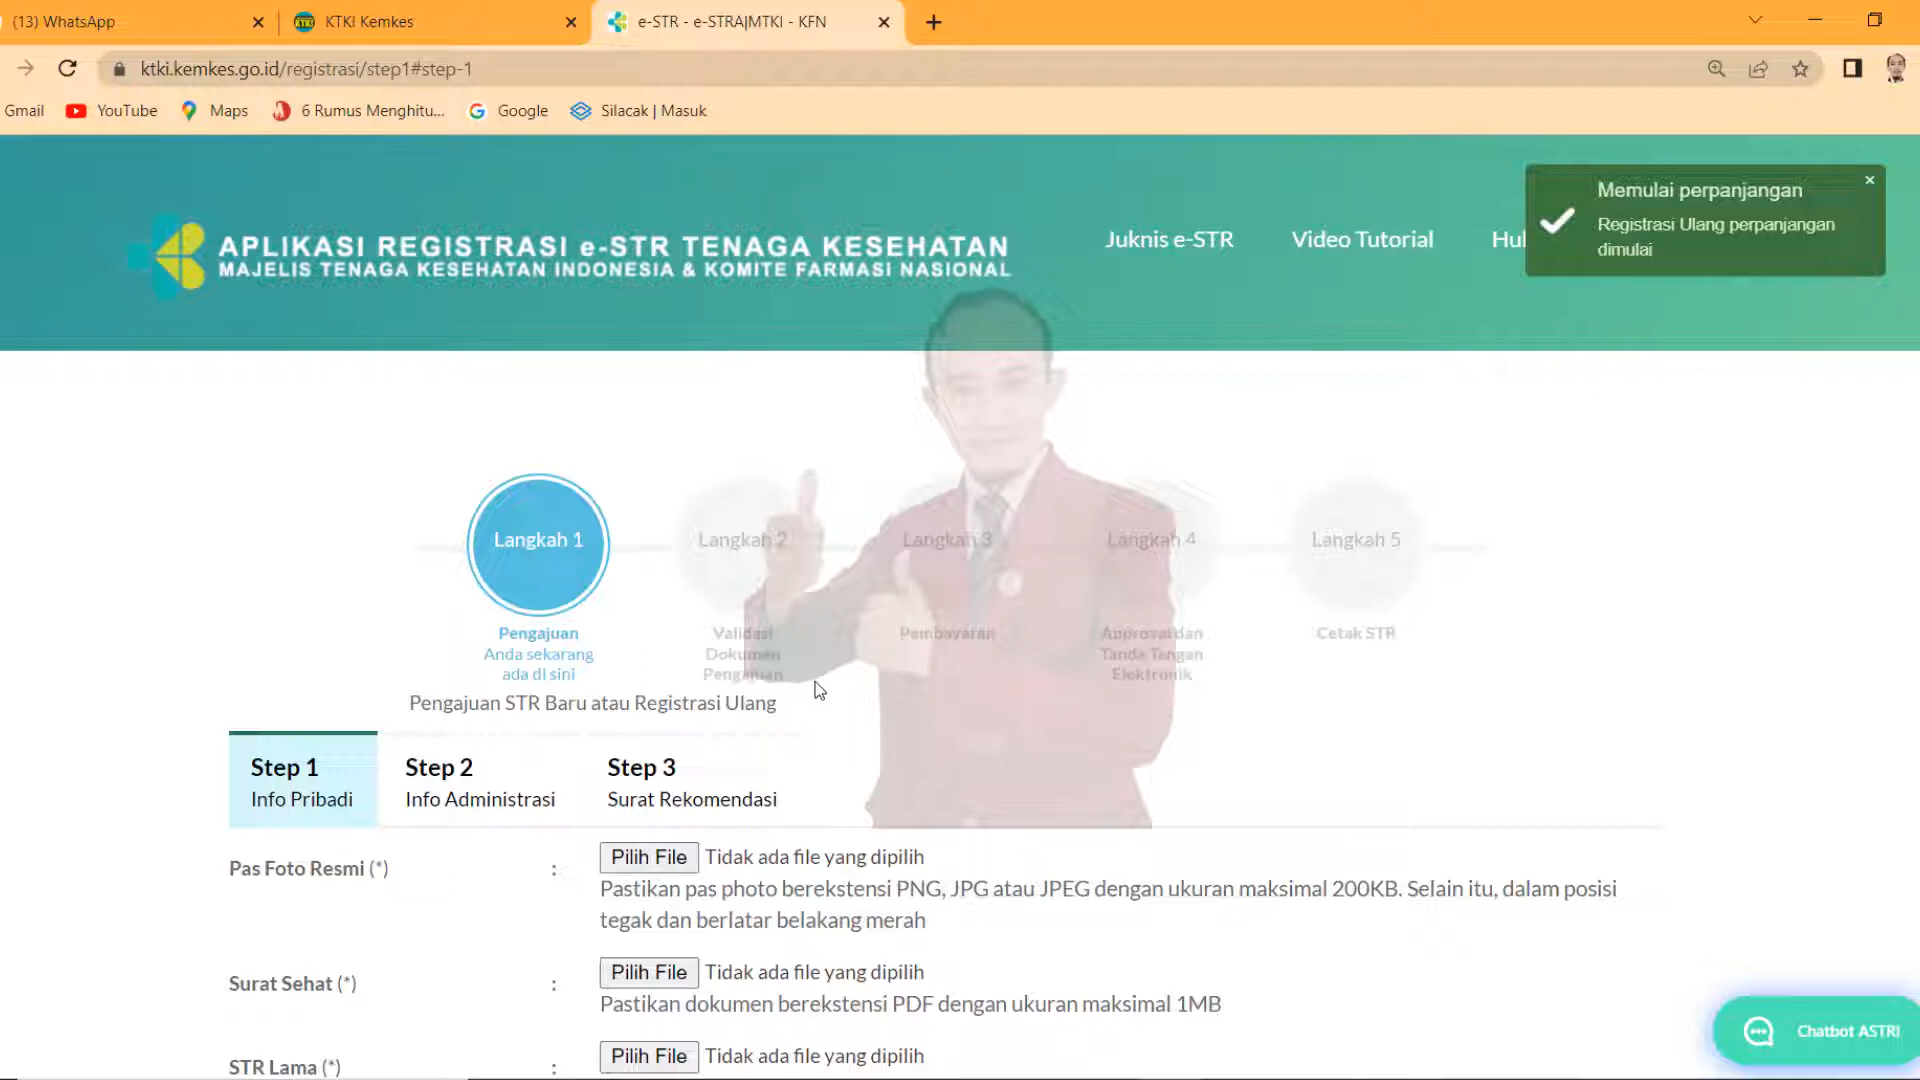 (13) WhatsApp
KTKI Kemkes
e-STR - e-STRA|MTKI - KFN
ktki.kemkes.go.id/registrasi/step1#step-1
Gmail
YouTube
Maps
6 Rumus Menghitu...
Google
Silacak | Masuk
APLIKASI REGISTRASI e-STR TENAGA KESEHATAN
MAJELIS TENAGA KESEHATAN INDONESIA & KOMITE FARMASI NASIONAL
Juknis e-STR
Video Tutorial
Memulai perpanjangan
Registrasi Ulang perpanjangan
dimulai
Langkah 1
Langkah 2
Langkah 3
Langkah 4
Langkah 5
Pengajuan
Anda sekarang
ada di sini
Validasi
Dokumen
Pengajuan
Pembayaran
Approval dan
Tanda Tangan
Elektronik
Cetak STR
Pengajuan STR Baru atau Registrasi Ulang
Step 1
Info Pribadi
Step 2
Info Administrasi
Step 3
Surat Rekomendasi
Pas Foto Resmi (*) :
Pilih File Tidak ada file yang dipilih
Pastikan pas photo berekstensi PNG, JPG atau JPEG dengan ukuran maksimal 200KB. Selain itu, dalam posisi
tegak dan berlatar belakang merah
Surat Sehat (*) :
Pilih File Tidak ada file yang dipilih
Pastikan dokumen berekstensi PDF dengan ukuran maksimal 1MB
STR Lama (*) :
Pilih File Tidak ada file yang dipilih
Chatbot ASTRI